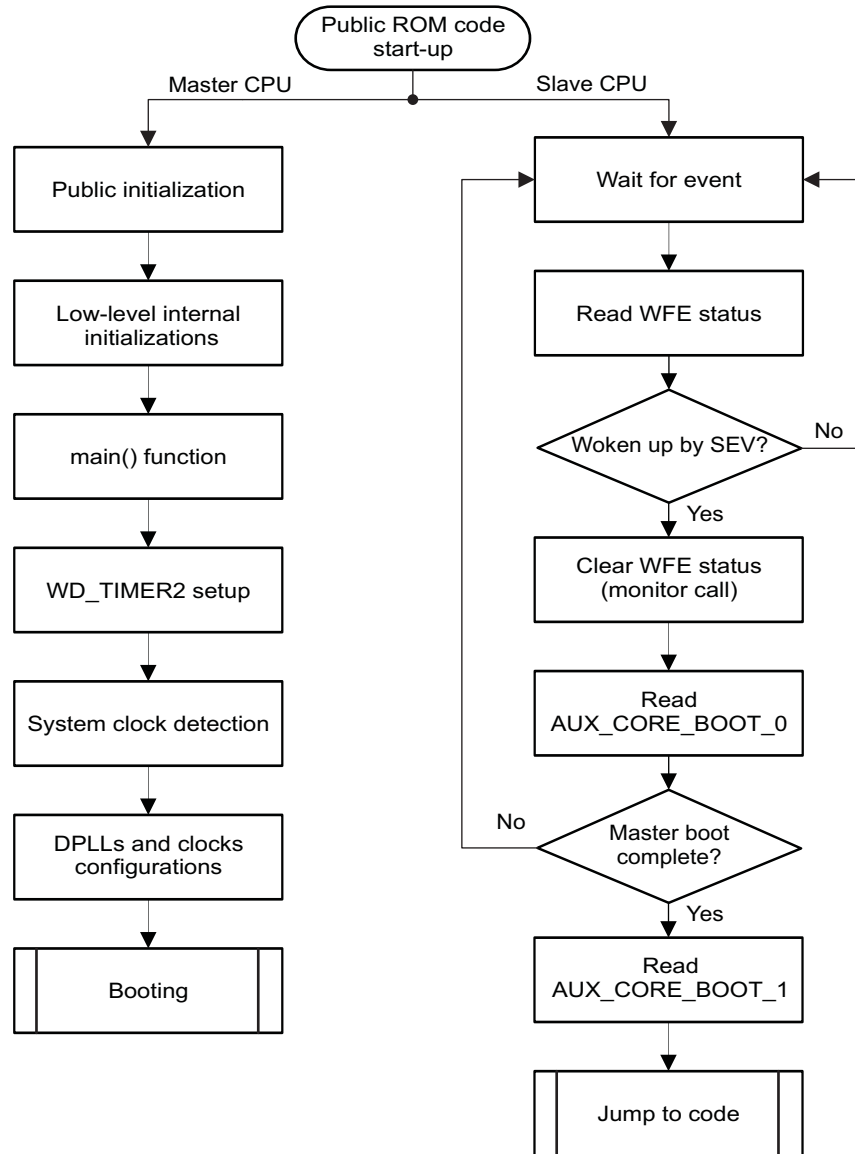 Public ROM code
start-up
Master CPU
Slave CPU
Public initialization
Low-level internal
initializations
main() function
WD_TIMER2 setup
System clock detection
DPLLs and clocks
configurations
Booting
Wait for event
Read WFE status
Woken up by SEV?
No
Yes
Clear WFE status
(monitor call)
Read
AUX_CORE_BOOT_0
No
Master boot
complete?
Yes
Read
AUX_CORE_BOOT_1
Jump to code